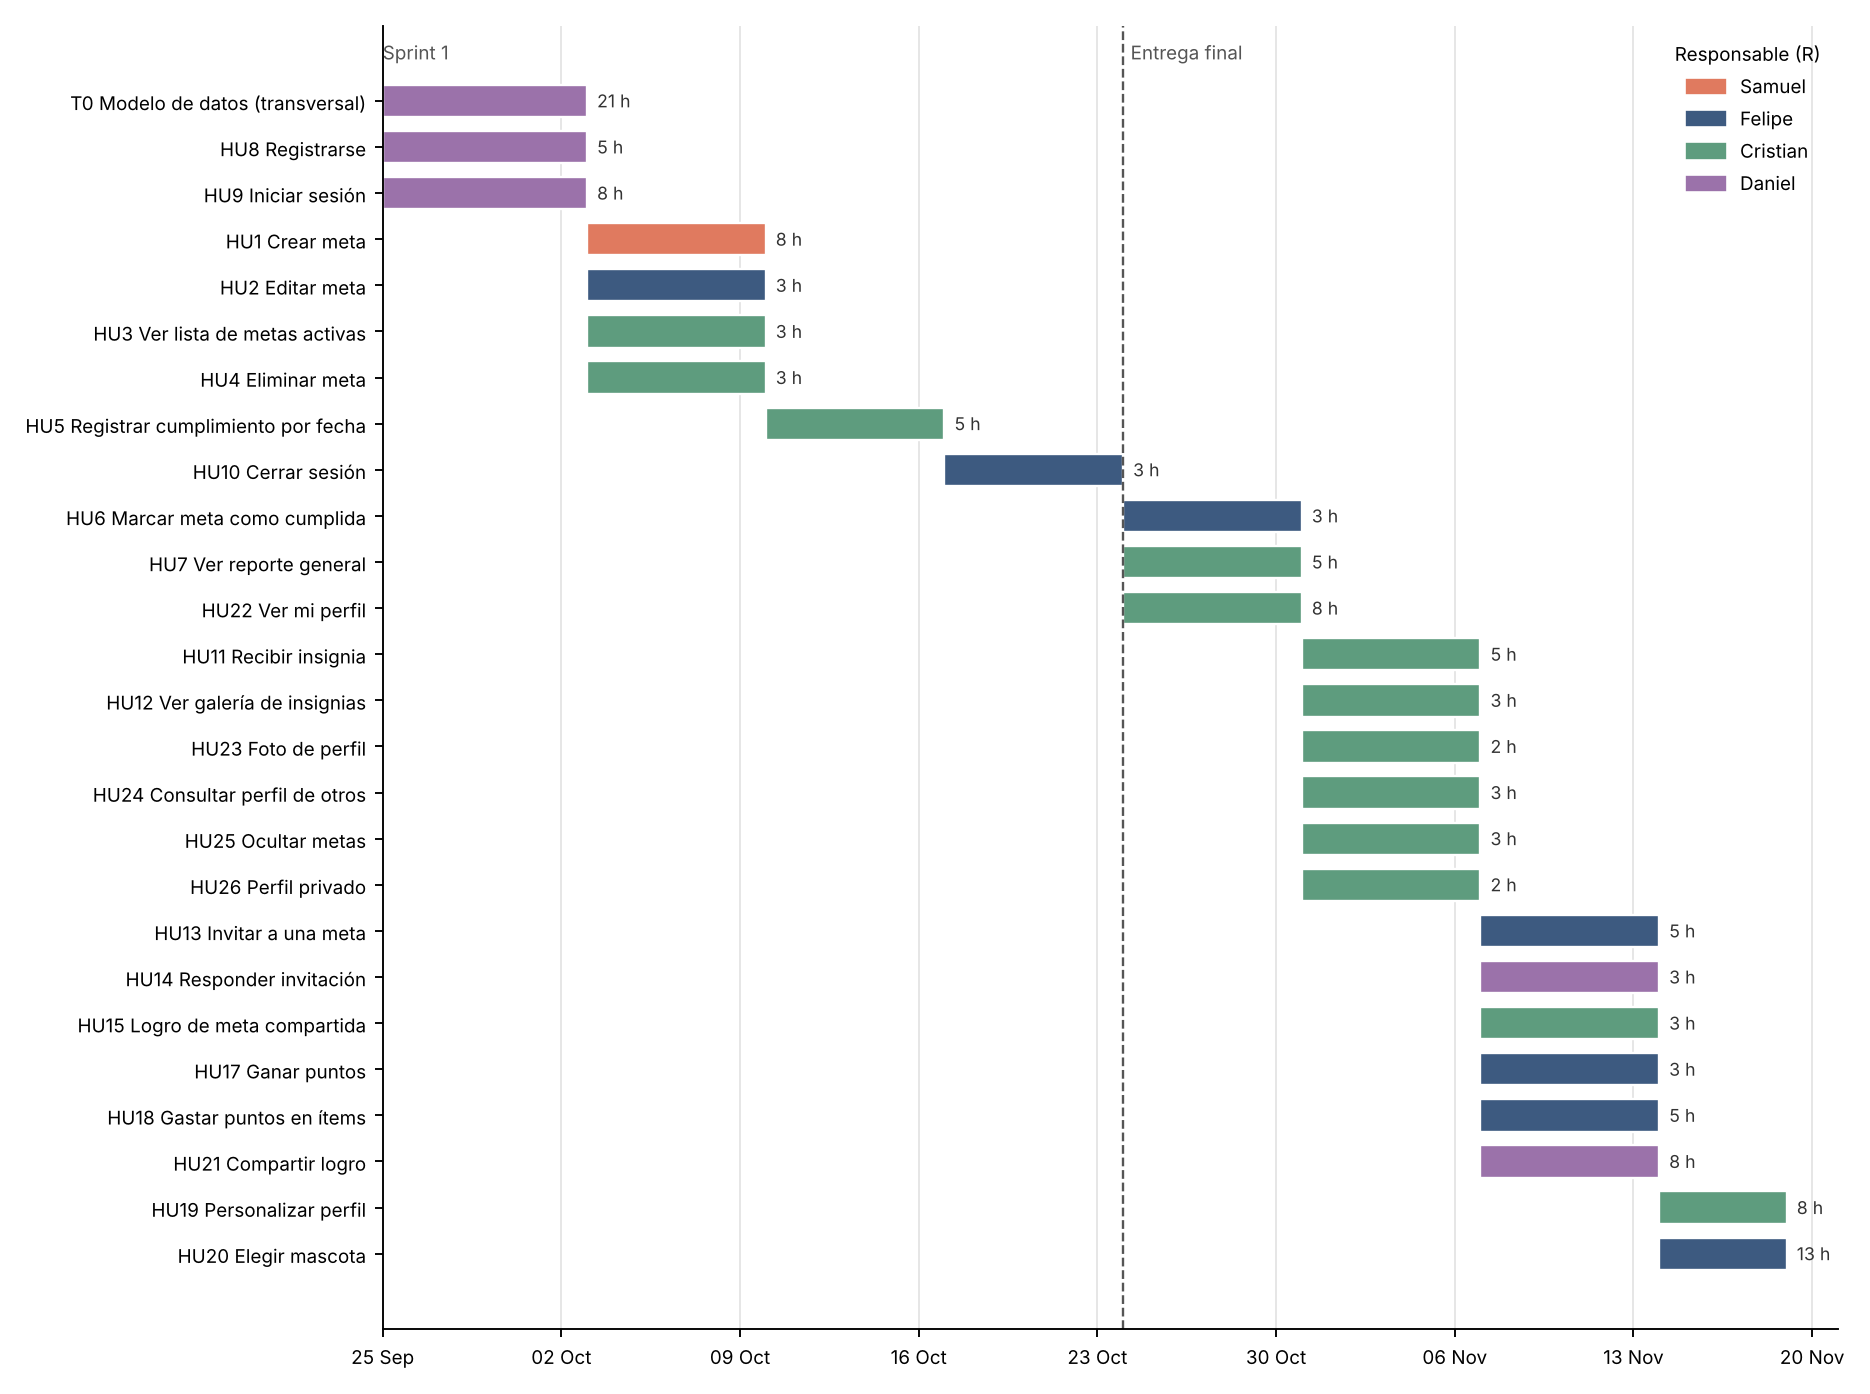 Sprint 1
Entrega final
Responsable (R)
Samuel
Felipe
Cristian
Daniel
T0 Modelo de datos (transversal) 21 h
HU8 Registrarse 5 h
HU9 Iniciar sesión 8 h
HU1 Crear meta 8 h
HU2 Editar meta 3 h
HU3 Ver lista de metas activas 3 h
HU4 Eliminar meta 3 h
HU5 Registrar cumplimiento por fecha 5 h
HU10 Cerrar sesión 3 h
HU6 Marcar meta como cumplida 3 h
HU7 Ver reporte general 5 h
HU22 Ver mi perfil 8 h
HU11 Recibir insignia 5 h
HU12 Ver galería de insignias 3 h
HU23 Foto de perfil 2 h
HU24 Consultar perfil de otros 3 h
HU25 Ocultar metas 3 h
HU26 Perfil privado 2 h
HU13 Invitar a una meta 5 h
HU14 Responder invitación 3 h
HU15 Logro de meta compartida 3 h
HU17 Ganar puntos 3 h
HU18 Gastar puntos en ítems 5 h
HU21 Compartir logro 8 h
HU19 Personalizar perfil 8 h
HU20 Elegir mascota 13 h
25 Sep 02 Oct 09 Oct 16 Oct 23 Oct 30 Oct 06 Nov 13 Nov 20 Nov